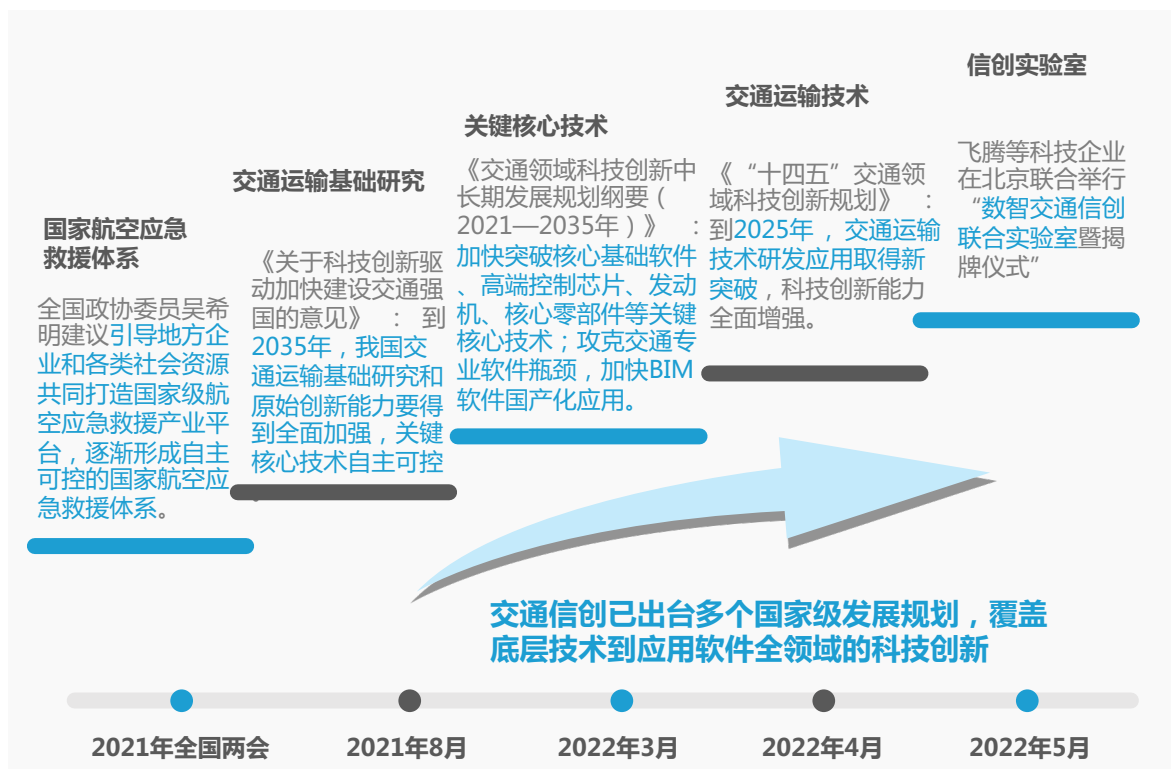 国家航空应急
救援体系
全国政协委员吴希
明建议引导地方企
业和各类社会资源
共同打造国家级航
空应急救援产业平
台，逐渐形成自主
可控的国家航空应
急救援体系。
交通运输基础研究
《关于科技创新驱
动加快建设交通强
国的意见》：到
2035年，我国交
通运输基础研究和
原始创新能力要得
到全面加强，关键
核心技术自主可控
关键核心技术
《交通领域科技创新中
长期发展规划纲要（
2021—2035年）》：
加快突破核心基础软件
、高端控制芯片、发动
机、核心零部件等关键
核心技术；攻克交通专
业软件瓶颈，加快BIM
软件国产化应用。
交通运输技术
《“十四五”交通领
域科技创新规划》：
到2025年，交通运输
技术研发应用取得新
突破，科技创新能力
全面增强。
信创实验室
飞腾等科技企业
在北京联合举行
“数智交通信创
联合实验室暨揭
牌仪式”
交通信创已出台多个国家级发展规划，覆盖
底层技术到应用软件全领域的科技创新
2021年全国两会
2021年8月
2022年3月
2022年4月
2022年5月